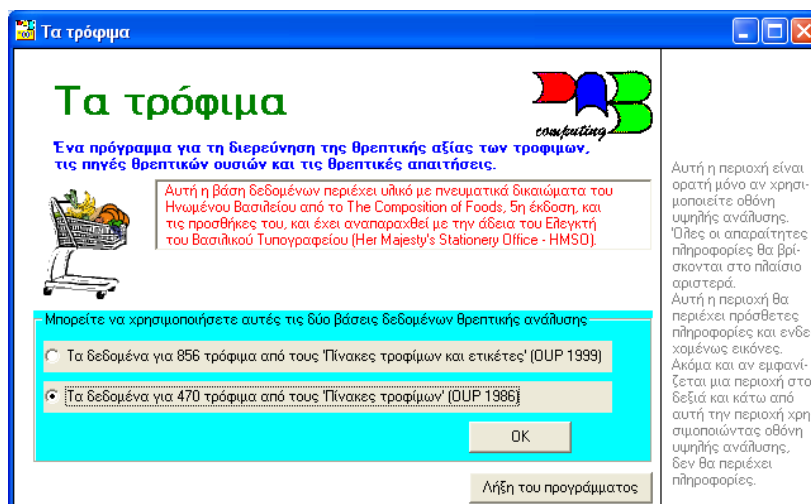 Τα τρόφιμα
Τα τρόφιμα
computing
Ένα πρόγραμμα για τη διερεύνηση της θρεπτικής αξίας των τροφιμων,
τις πηγές θρεπτικών ουσιών και τις θρεπτικές απαιτήσεις.
Αυτή η βάση δεδομένων περιέχει υλικό με πνευματικά δικαιώματα του
Ηνωμένου Βασιλείου από το The Composition of Foods, 5η έκδοση, και
τις προσθήκες του, και έχει αναπαραχθεί με την άδεια του Ελεγκτή
του Βασιλικού Τυπογραφείου (Her Majesty's Stationery Office - HMSO).
Μπορείτε να χρησιμοποιήσετε αυτές τις δύο βάσεις δεδομένων θρεπτικής ανάλυσης
Τα δεδομένα για 856 τρόφιμα από τους 'Πίνακες τροφίμων και ετικέτες' (OUP 1999)
Τα δεδομένα για 470 τρόφιμα από τους 'Πίνακες τροφίμων' (OUP 1986)
OK
Λήξη του προγράμματος
Αυτή η περιοχή είναι
ορατή μόνο αν χρησι-
μοποιείτε οθόνη
υψηλής ανάλυσης.
Όλες οι απαραίτητες
πληροφορίες θα βρί-
σκονται στο πλαίσιο
αριστερά.
Αυτή η περιοχή θα
περιέχει πρόσθετες
πληροφορίες και ενδε
χομένως εικόνες.
Ακόμα και αν εμφανί-
ζεται μια περιοχή στο
δεξιά και κάτω από
αυτή την περιοχή χρη
σιμοποιώντας οθόνη
υψηλής ανάλυσης,
δεν θα περιέχει
πληροφορίες.